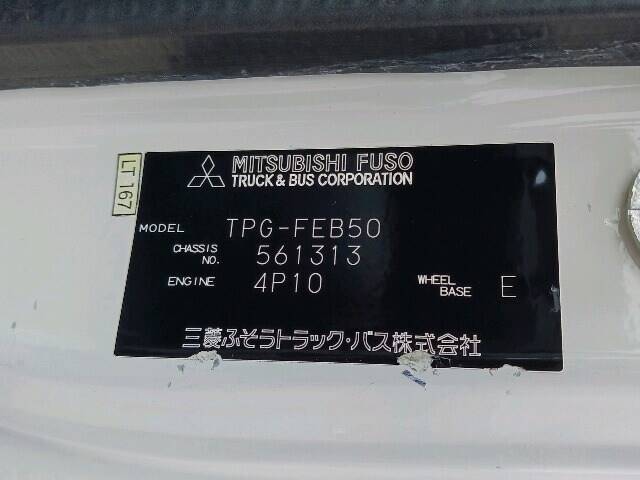 LT 167
MITSUBISHI FUSO
TRUCK & BUS CORPORATION
MODEL TPG-FEB50
CHASSIS NO. 561313
ENGINE 4P10 WHEEL BASE E
三菱ふそうトラック・バス株式会社